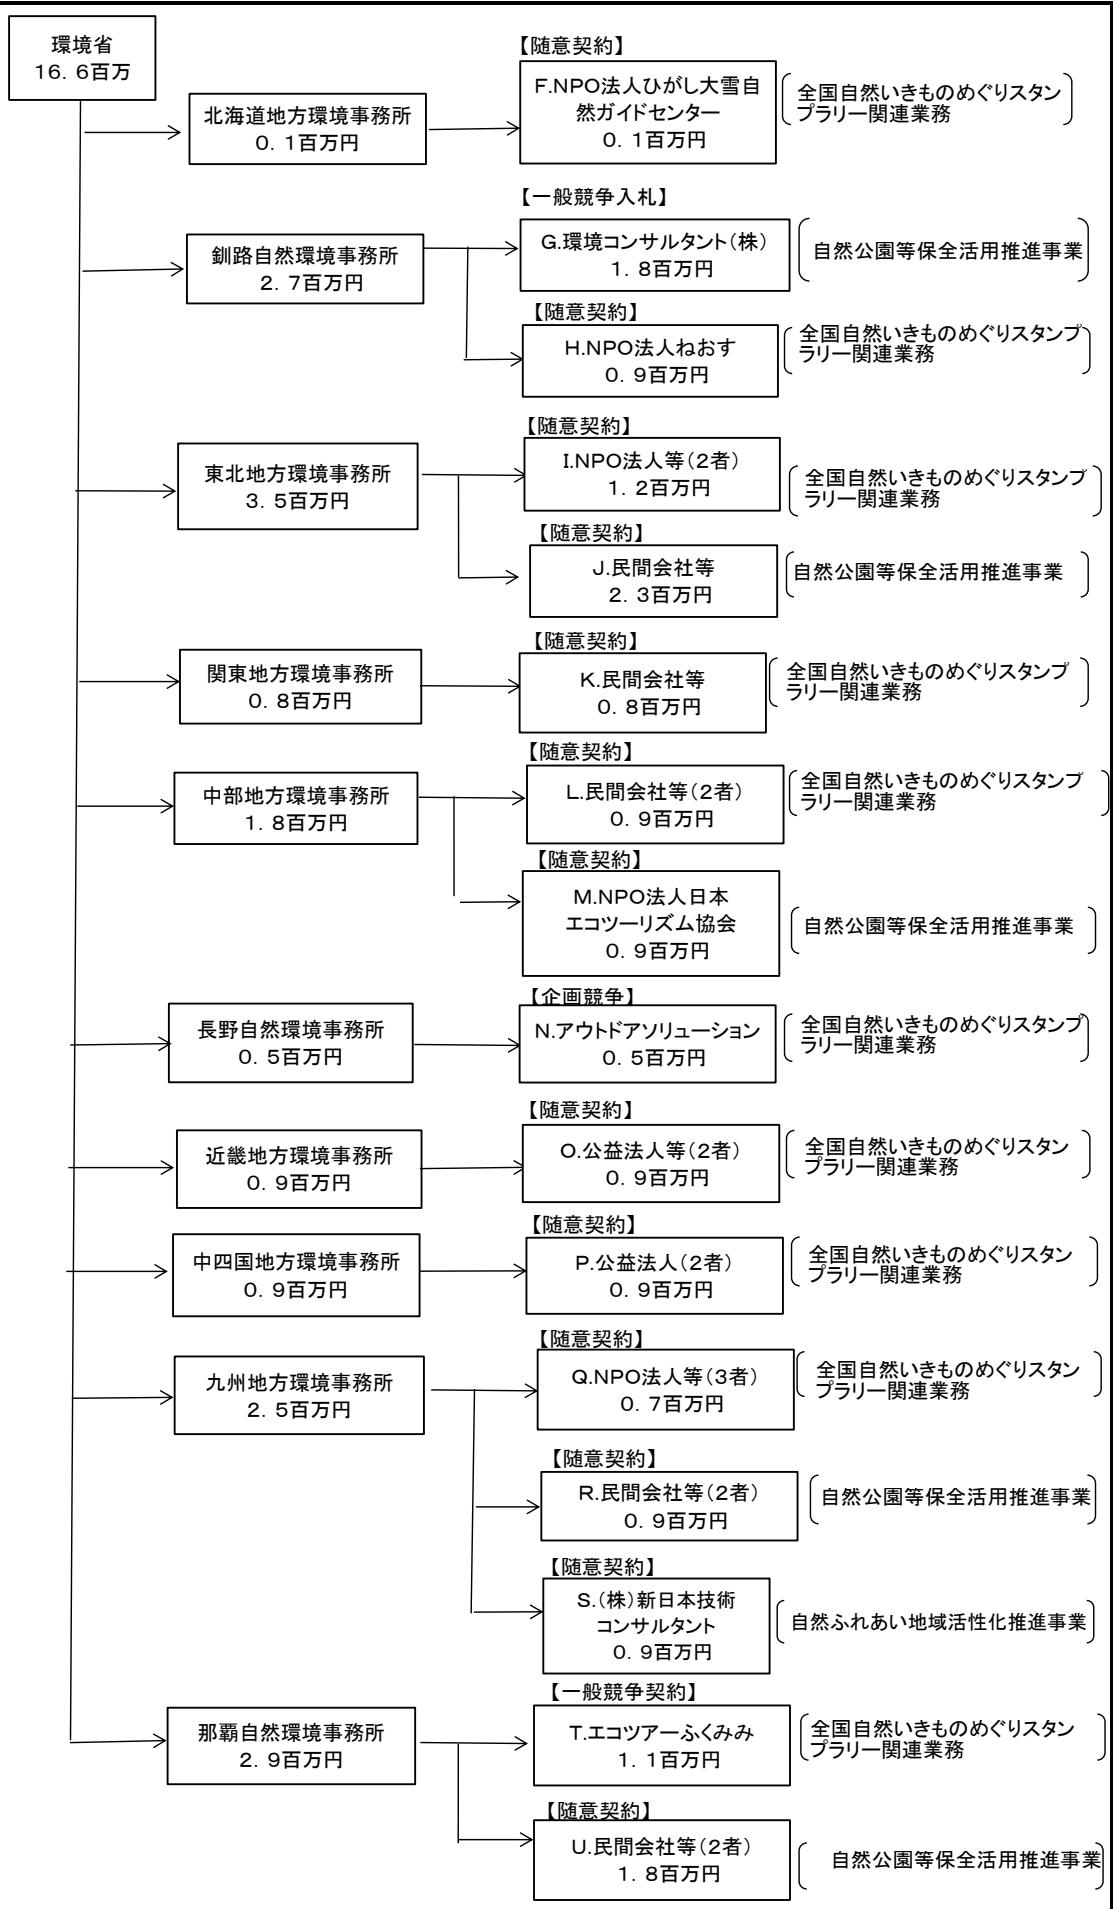 環境省
16.6百万
北海道地方環境事務所
0.1百万円
【随意契約】
F.NPO法人ひがし大雪自
然ガイドセンター
0.1百万円
全国自然いきものめぐりスタン
プラリー関連業務
釧路自然環境事務所
2.7百万円
【一般競争入札】
G.環境コンサルタント(株)
1.8百万円
自然公園等保全活用推進事業
【随意契約】
H.NPO法人ねおす
0.9百万円
全国自然いきものめぐりスタンプ
ラリー関連業務
東北地方環境事務所
3.5百万円
【随意契約】
I.NPO法人等(2者)
1.2百万円
全国自然いきものめぐりスタンプ
ラリー関連業務
【随意契約】
J.民間会社等
2.3百万円
自然公園等保全活用推進事業
関東地方環境事務所
0.8百万円
【随意契約】
K.民間会社等
0.8百万円
全国自然いきものめぐりスタンプ
ラリー関連業務
中部地方環境事務所
1.8百万円
【随意契約】
L.民間会社等(2者)
0.9百万円
全国自然いきものめぐりスタンプ
ラリー関連業務
【随意契約】
M.NPO法人日本
エコツーリズム協会
0.9百万円
自然公園等保全活用推進事業
長野自然環境事務所
0.5百万円
【企画競争】
N.アウトドアソリューション
0.5百万円
全国自然いきものめぐりスタンプ
ラリー関連業務
近畿地方環境事務所
0.9百万円
【随意契約】
O.公益法人等(2者)
0.9百万円
全国自然いきものめぐりスタン
プラリー関連業務
中四国地方環境事務所
0.9百万円
【随意契約】
P.公益法人(2者)
0.9百万円
全国自然いきものめぐりスタン
プラリー関連業務
九州地方環境事務所
2.5百万円
【随意契約】
Q.NPO法人等(3者)
0.7百万円
全国自然いきものめぐりスタン
プラリー関連業務
【随意契約】
R.民間会社等(2者)
0.9百万円
自然公園等保全活用推進事業
【随意契約】
S.(株)新日本技術
コンサルタント
0.9百万円
自然ふれあい地域活性化推進事業
那覇自然環境事務所
2.9百万円
【一般競争契約】
T.エコツアーふくみみ
1.1百万円
全国自然いきものめぐりスタン
プラリー関連業務
【随意契約】
U.民間会社等(2者)
1.8百万円
自然公園等保全活用推進事業